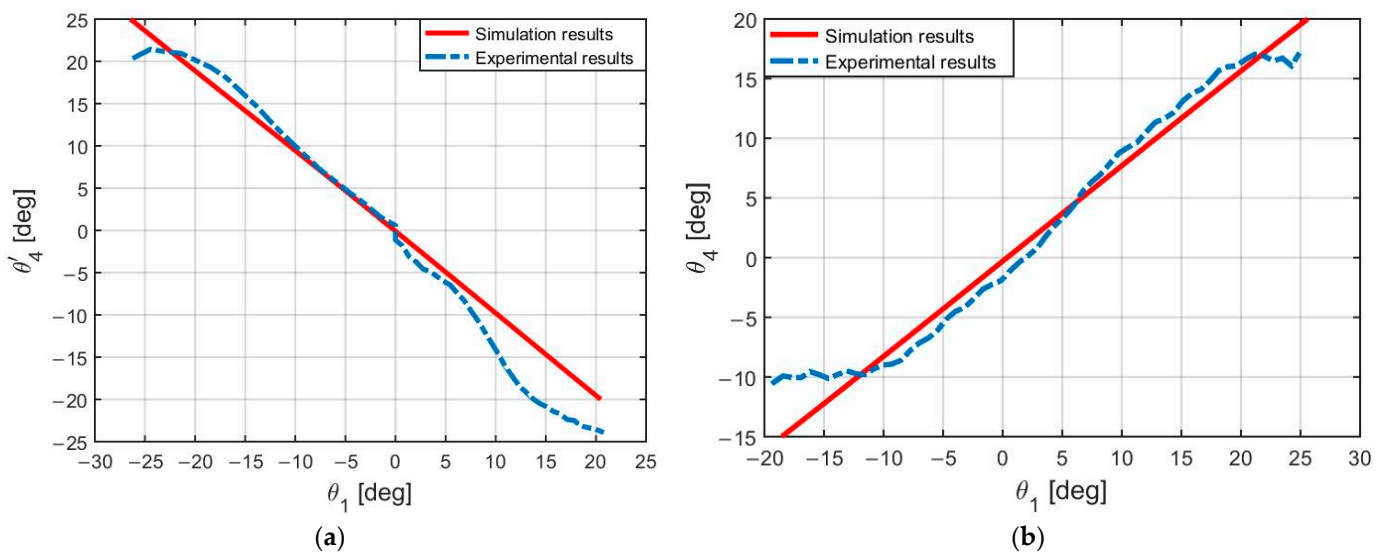 Simulation results
Experimental results
25
20
15
10
5
0
−5
−10
−15
−20
−25
θ′4 [deg]
−30 −25 −20 −15 −10 −5 0 5 10 15 20 25
θ1 [deg]
(a)
Simulation results
Experimental results
20
15
10
5
0
−5
−10
−15
θ4 [deg]
−20 −15 −10 −5 0 5 10 15 20 25 30
θ1 [deg]
(b)